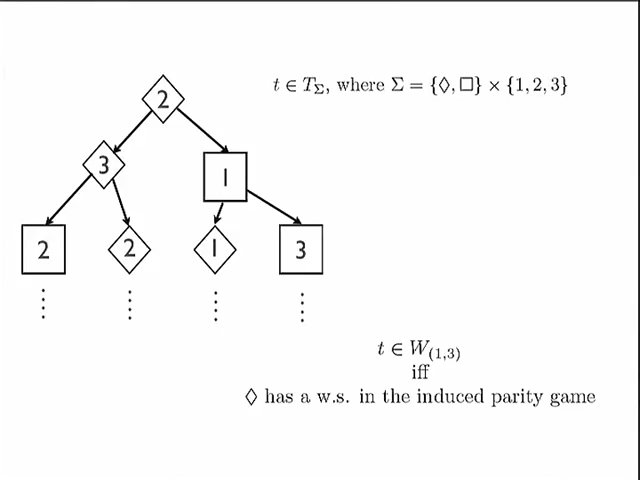 t ∈ T_Σ, where Σ = {◊, □} × {1, 2, 3}
2
3
1
2
2
1
3
t ∈ W_(1,3)
iff
◊ has a w.s. in the induced parity game